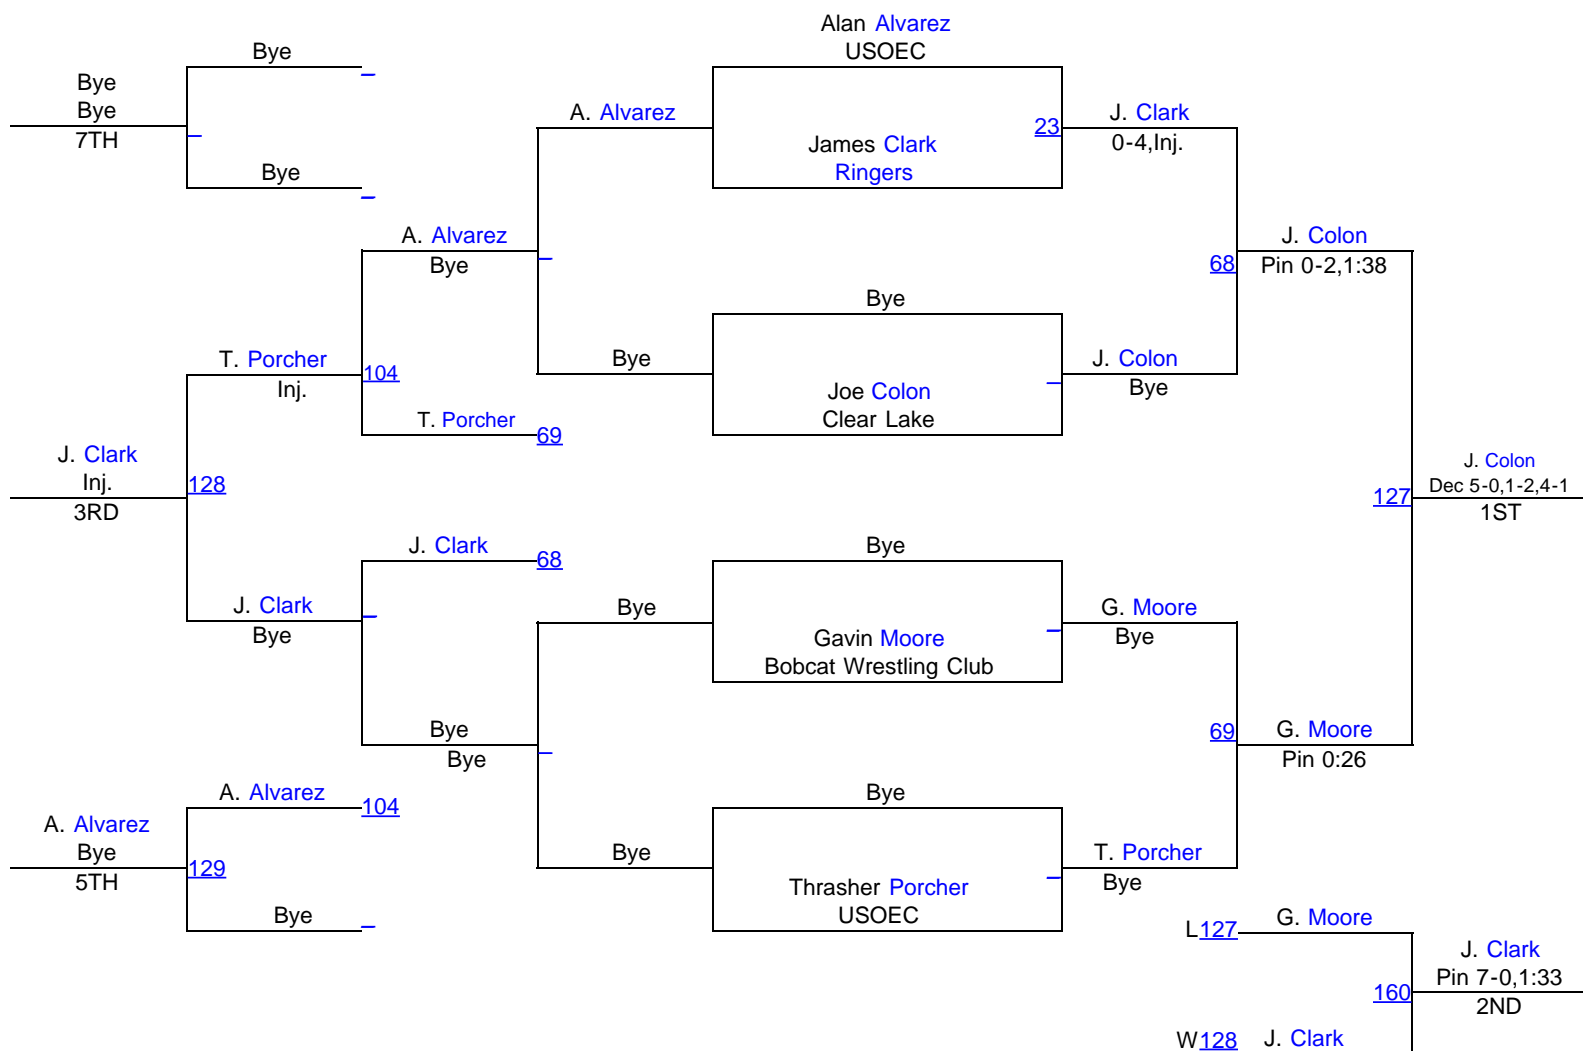 Alan Alvarez
USOEC
Bye
Bye
Bye
7TH
A. Alvarez
23
J. Clark
0-4,Inj.
James Clark
Ringers
Bye
A. Alvarez
Bye
J. Colon
68
Pin 0-2,1:38
Bye
T. Porcher
Inj.
104
Bye
J. Colon
Bye
Joe Colon
Clear Lake
T. Porcher
69
J. Clark
Inj.
3RD
128
J. Colon
Dec 5-0,1-2,4-1
1ST
127
J. Clark
68
Bye
J. Clark
Bye
Bye
G. Moore
Bye
Gavin Moore
Bobcat Wrestling Club
Bye
Bye
69
G. Moore
Pin 0:26
A. Alvarez
104
Bye
A. Alvarez
Bye
5TH
129
Bye
T. Porcher
Bye
Thrasher Porcher
USOEC
Bye
L127
G. Moore
J. Clark
Pin 7-0,1:33
2ND
160
W128
J. Clark